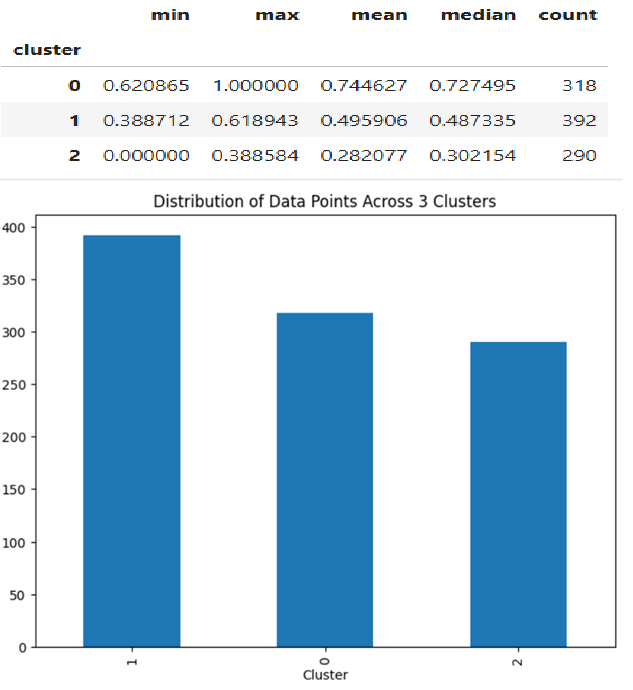 min max mean median count
cluster
0 0.620865 1.000000 0.744627 0.727495 318
1 0.388712 0.618943 0.495906 0.487335 392
2 0.000000 0.388584 0.282077 0.302154 290
Distribution of Data Points Across 3 Clusters
400
350
300
250
200
150
100
50
0
1 0 2
Cluster